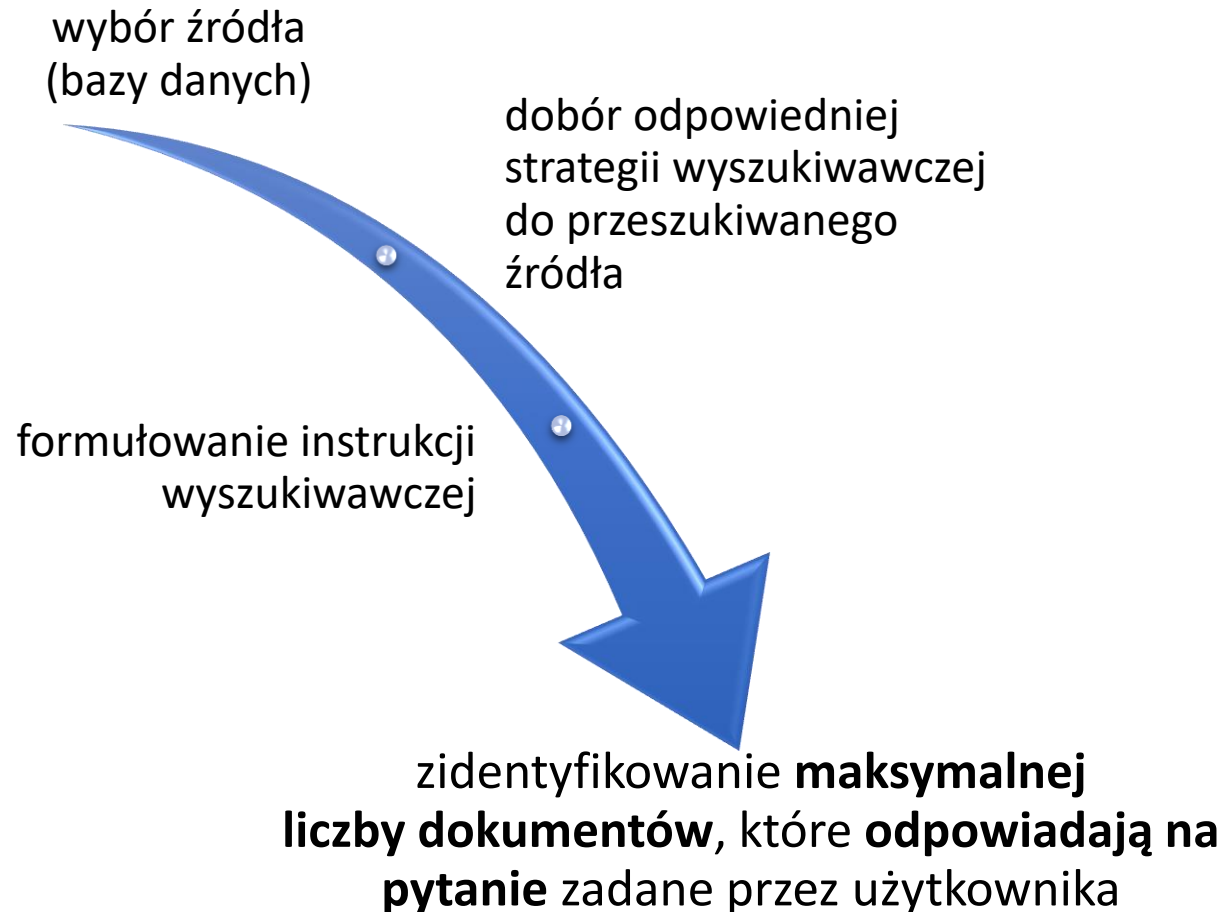 wybór źródła
(bazy danych)
dobór odpowiedniej
strategii wyszukiwawczej
do przeszukiwanego
źródła
formułowanie instrukcji
wyszukiwawczej
zidentyfikowanie maksymalnej
liczby dokumentów, które odpowiadają na
pytanie zadane przez użytkownika